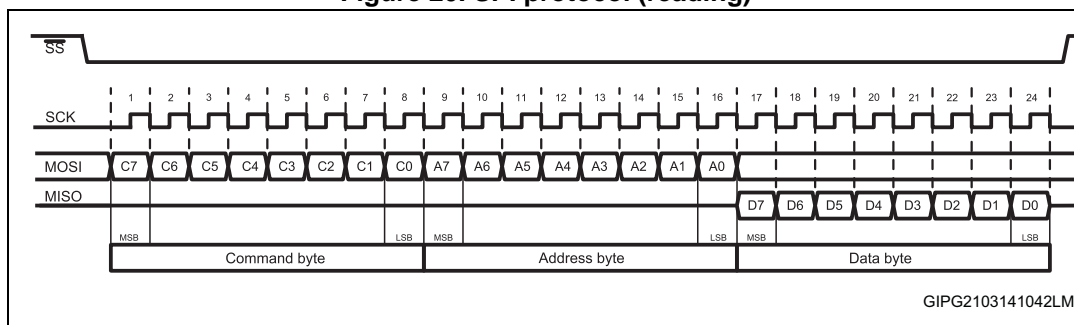 Figure 20. SPI protocol (reading)
SS
1 2 3 4 5 6 7 8 9 10 11 12 13 14 15 16 17 18 19 20 21 22 23 24
SCK
MOSI C7 C6 C5 C4 C3 C2 C1 C0 A7 A6 A5 A4 A3 A2 A1 A0
MISO D7 D6 D5 D4 D3 D2 D1 D0
MSB LSB MSB LSB MSB LSB
Command byte Address byte Data byte
GIPG2103141042LM